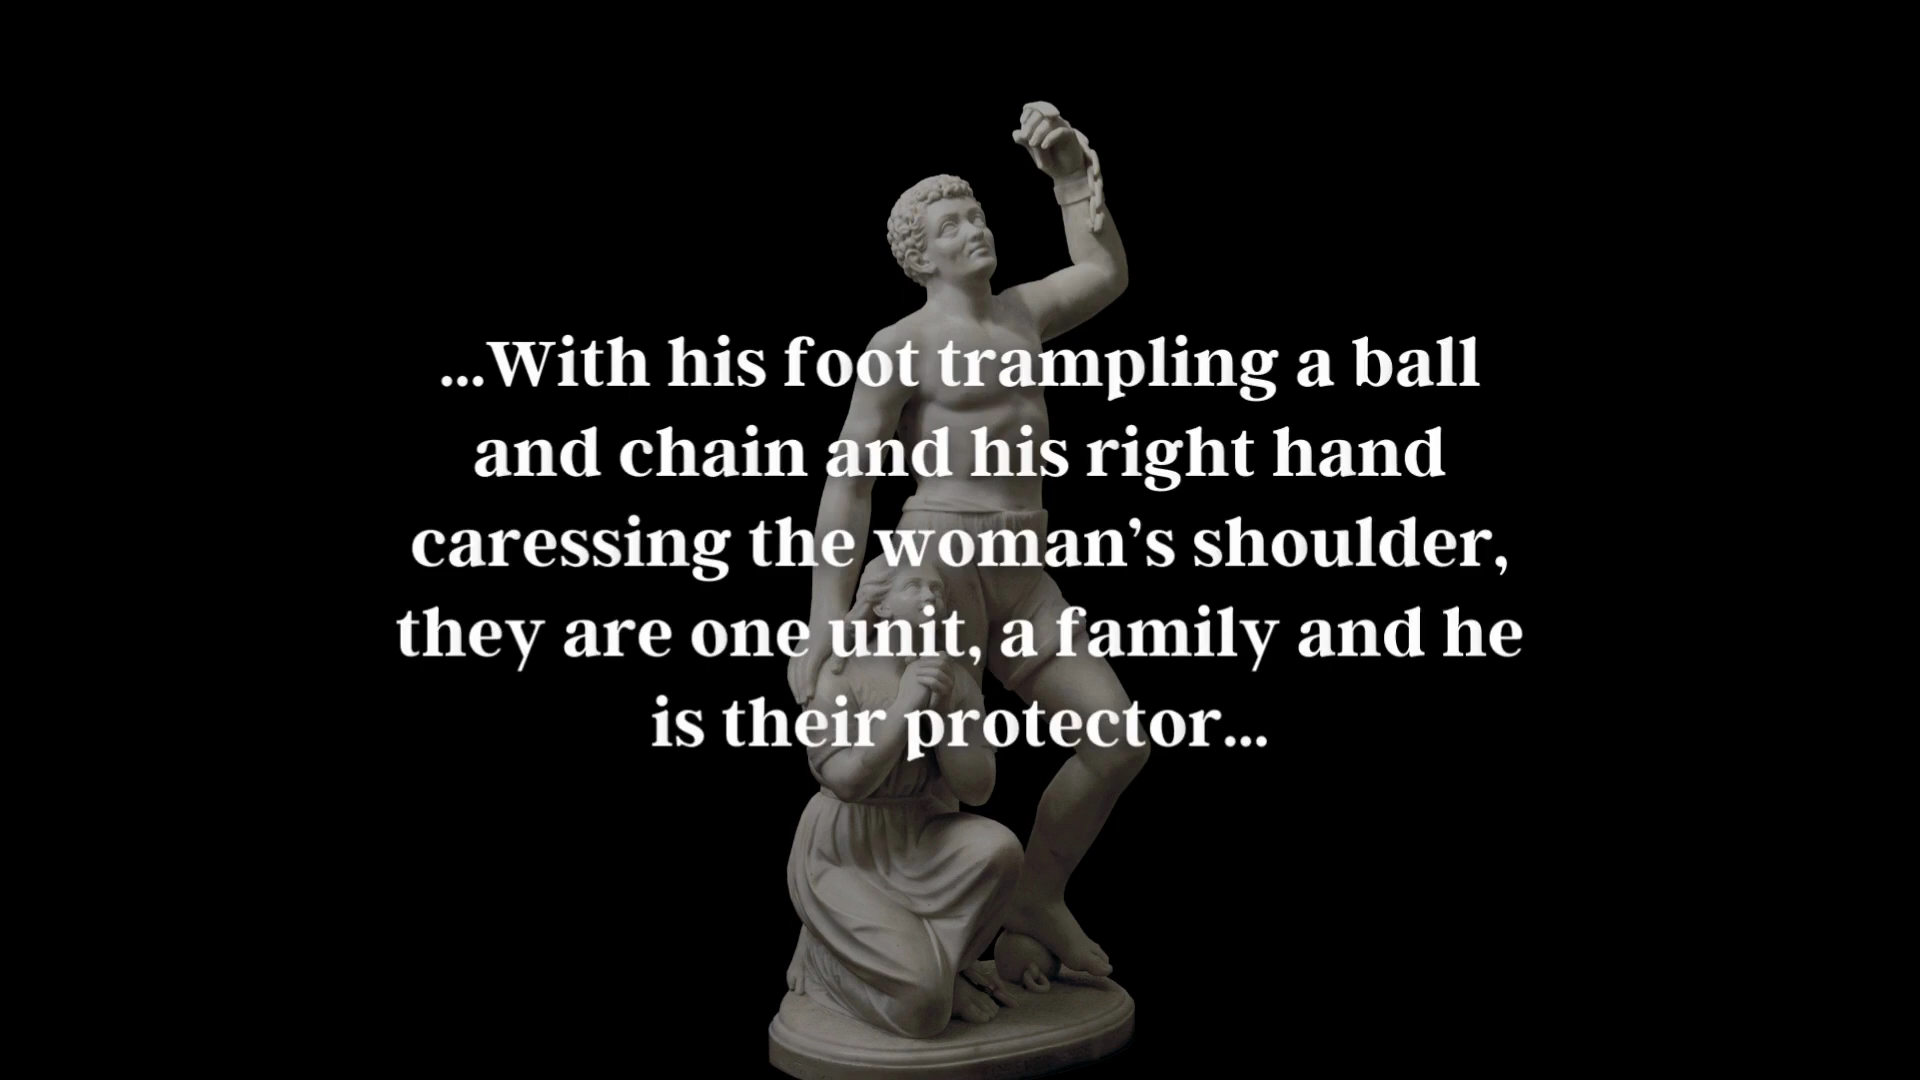 ...With his foot trampling a ball
and chain and his right hand
caressing the woman’s shoulder,
they are one unit, a family and he
is their protector...